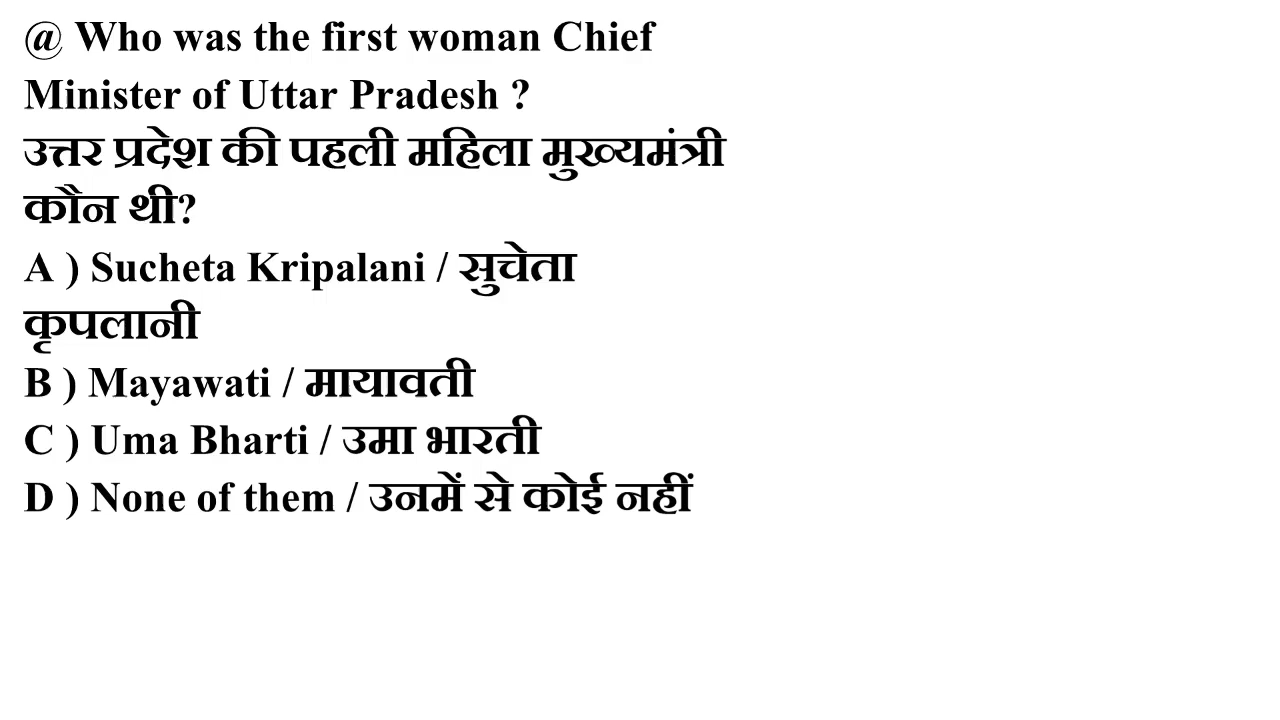 @ Who was the first woman Chief
Minister of Uttar Pradesh ?
उत्तर प्रदेश की पहली महिला मुख्यमंत्री
कौन थी?
A ) Sucheta Kripalani / सुचेता
कृपलानी
B ) Mayawati / मायावती
C ) Uma Bharti / उमा भारती
D ) None of them / उनमें से कोई नहीं